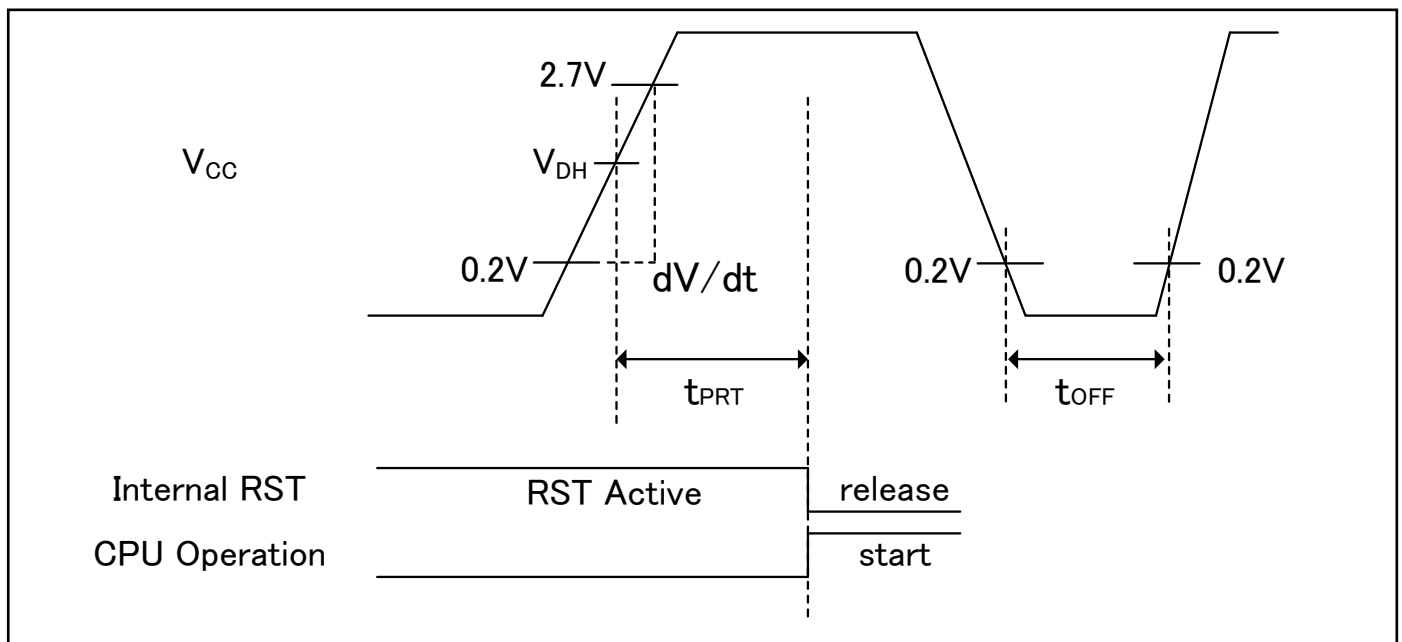 2.7V
VCC
VDH
0.2V
dV/dt
0.2V
0.2V
tPRT
tOFF
Internal RST
RST Active
release
CPU Operation
start